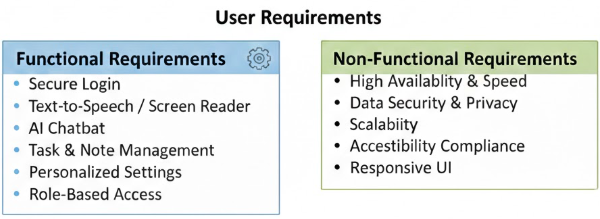 User Requirements
Functional Requirements
Secure Login
Text-to-Speech / Screen Reader
AI Chatbat
Task & Note Management
Personalized Settings
Role-Based Access
Non-Functional Requirements
High Availablity & Speed
Data Security & Privacy
Scalabiity
Accestibility Compliance
Responsive UI